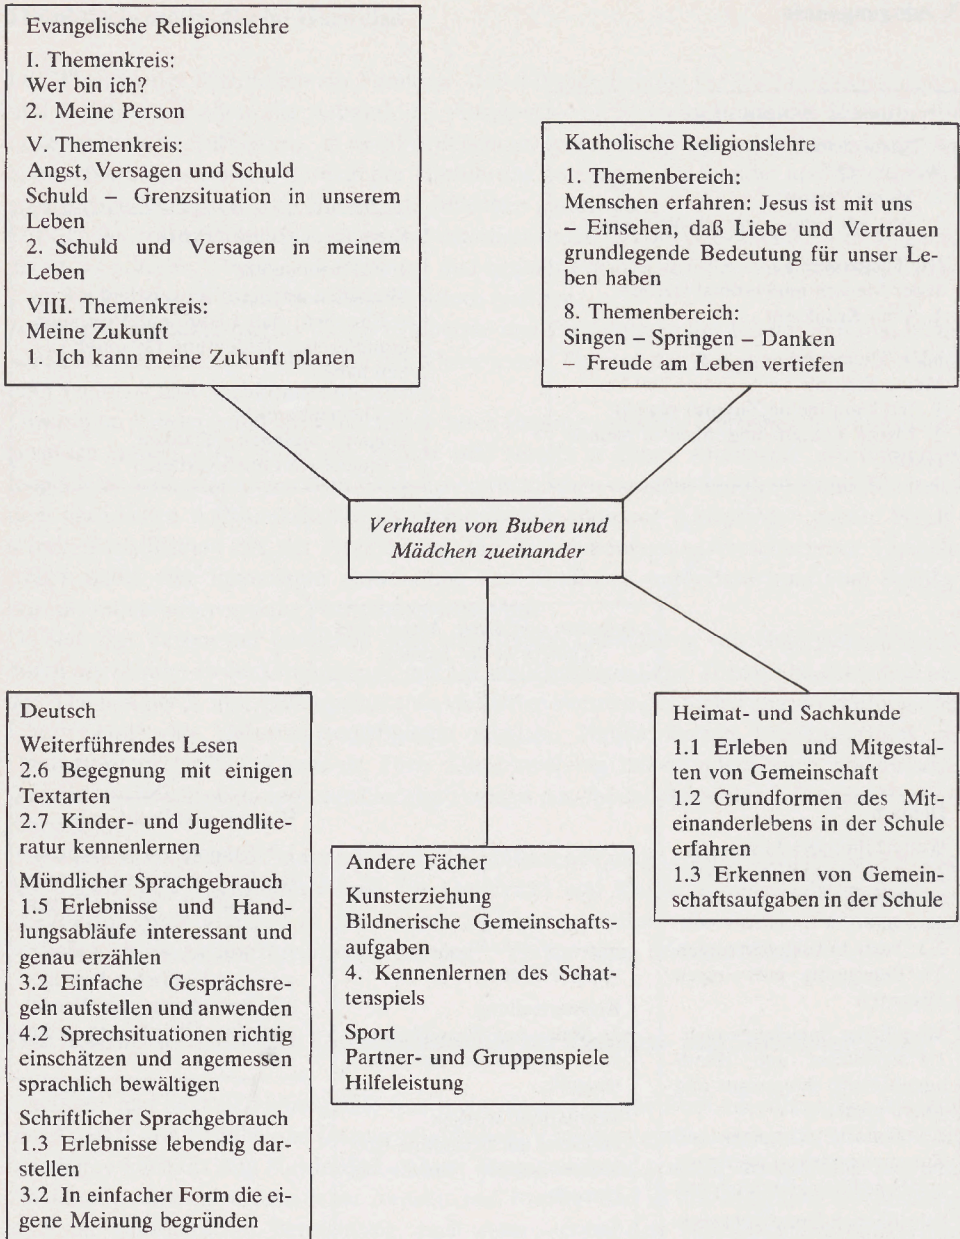 Evangelische Religionslehre
I. Themenkreis:
Wer bin ich?
2. Meine Person
V. Themenkreis:
Angst, Versagen und Schuld
Schuld – Grenzsituation in unserem
Leben
2. Schuld und Versagen in meinem
Leben
VIII. Themenkreis:
Meine Zukunft
1. Ich kann meine Zukunft planen
Katholische Religionslehre
1. Themenbereich:
Menschen erfahren: Jesus ist mit uns
– Einsehen, daß Liebe und Vertrauen
grundlegende Bedeutung für unser Le-
ben haben
8. Themenbereich:
Singen – Springen – Danken
– Freude am Leben vertiefen
Verhalten von Buben und
Mädchen zueinander
Deutsch
Weiterführendes Lesen
2.6 Begegnung mit einigen
Textarten
2.7 Kinder- und Jugendlite-
ratur kennenlernen
Mündlicher Sprachgebrauch
1.5 Erlebnisse und Hand-
lungsabläufe interessant und
genau erzählen
3.2 Einfache Gesprächsre-
geln aufstellen und anwenden
4.2 Sprechsituationen richtig
einschätzen und angemessen
sprachlich bewältigen
Schriftlicher Sprachgebrauch
1.3 Erlebnisse lebendig dar-
stellen
3.2 In einfacher Form die ei-
gene Meinung begründen
Andere Fächer
Kunsterziehung
Bildnerische Gemeinschafts-
aufgaben
4. Kennenlernen des Schat-
tenspiels
Sport
Partner- und Gruppenspiele
Hilfeleistung
Heimat- und Sachkunde
1.1 Erleben und Mitgestal-
ten von Gemeinschaft
1.2 Grundformen des Mit-
einanderlebens in der Schule
erfahren
1.3 Erkennen von Gemein-
schaftsaufgaben in der Schule